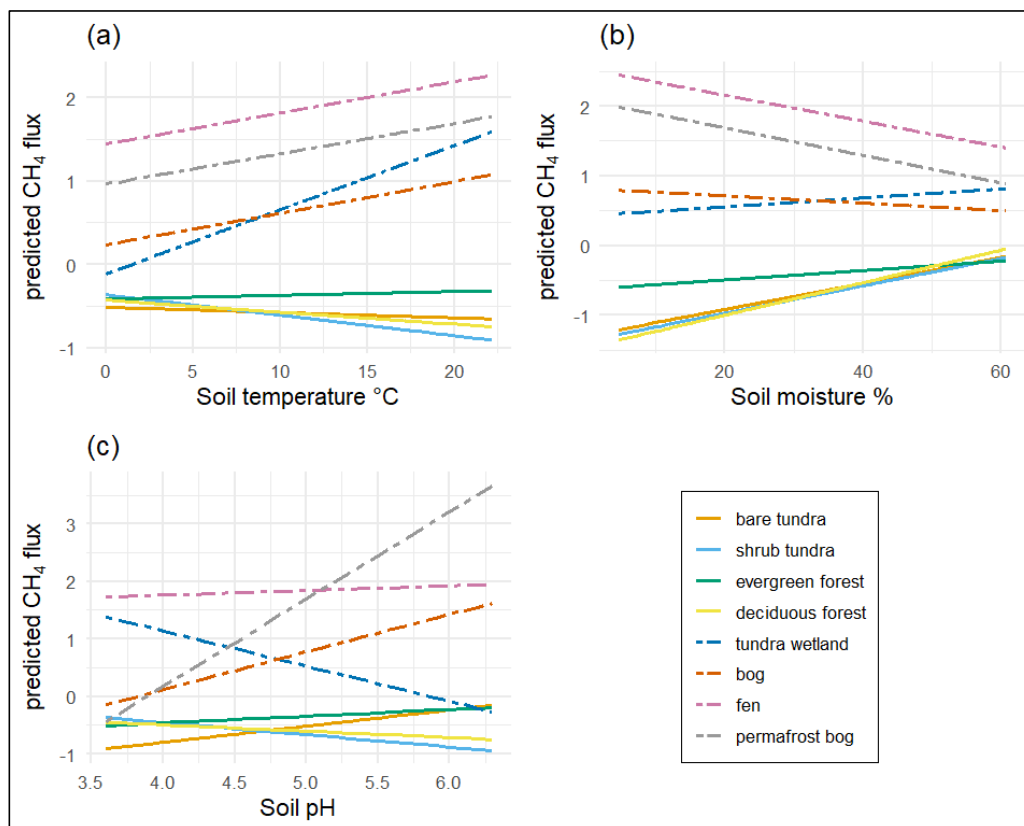 (a)
predicted CH₄ flux
2
1
0
-1
0 5 10 15 20
Soil temperature °C
(b)
predicted CH₄ flux
2
1
0
-1
20 40 60
Soil moisture %
(c)
predicted CH₄ flux
3
2
1
0
-1
3.5 4.0 4.5 5.0 5.5 6.0
Soil pH
bare tundra
shrub tundra
evergreen forest
deciduous forest
tundra wetland
bog
fen
permafrost bog